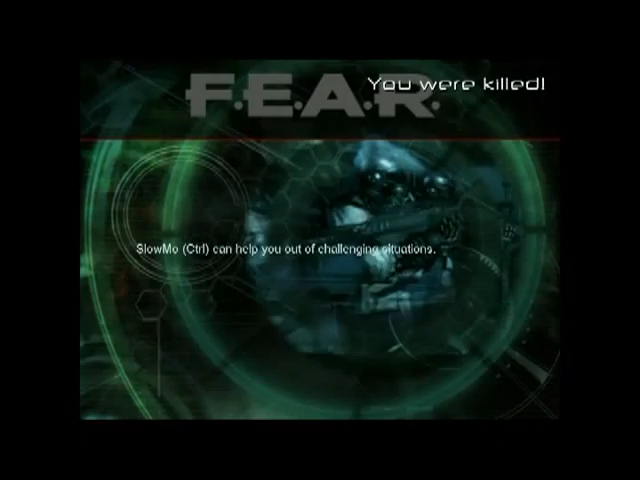 F.E.A.R.
You were killed!
SlowMo (Ctrl) can help you out of challenging situations.